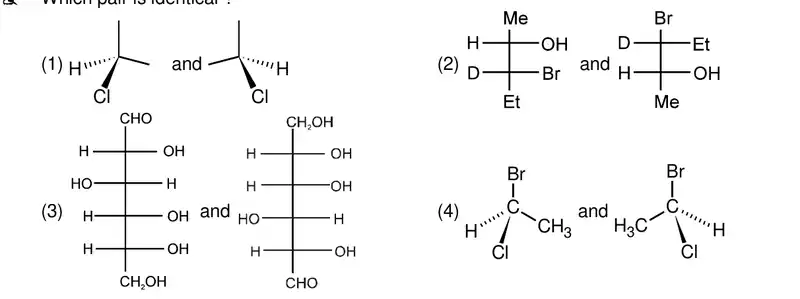 Which pair is identical ?
(1) H Cl and H Cl
(2) Me H OH D Br Et and Br D Et H OH Me
(3) CHO H OH HO H H OH H OH CH₂OH and CH₂OH H OH H OH HO H H OH CHO
(4) Br C H CH₃ Cl and Br C H₃C H Cl